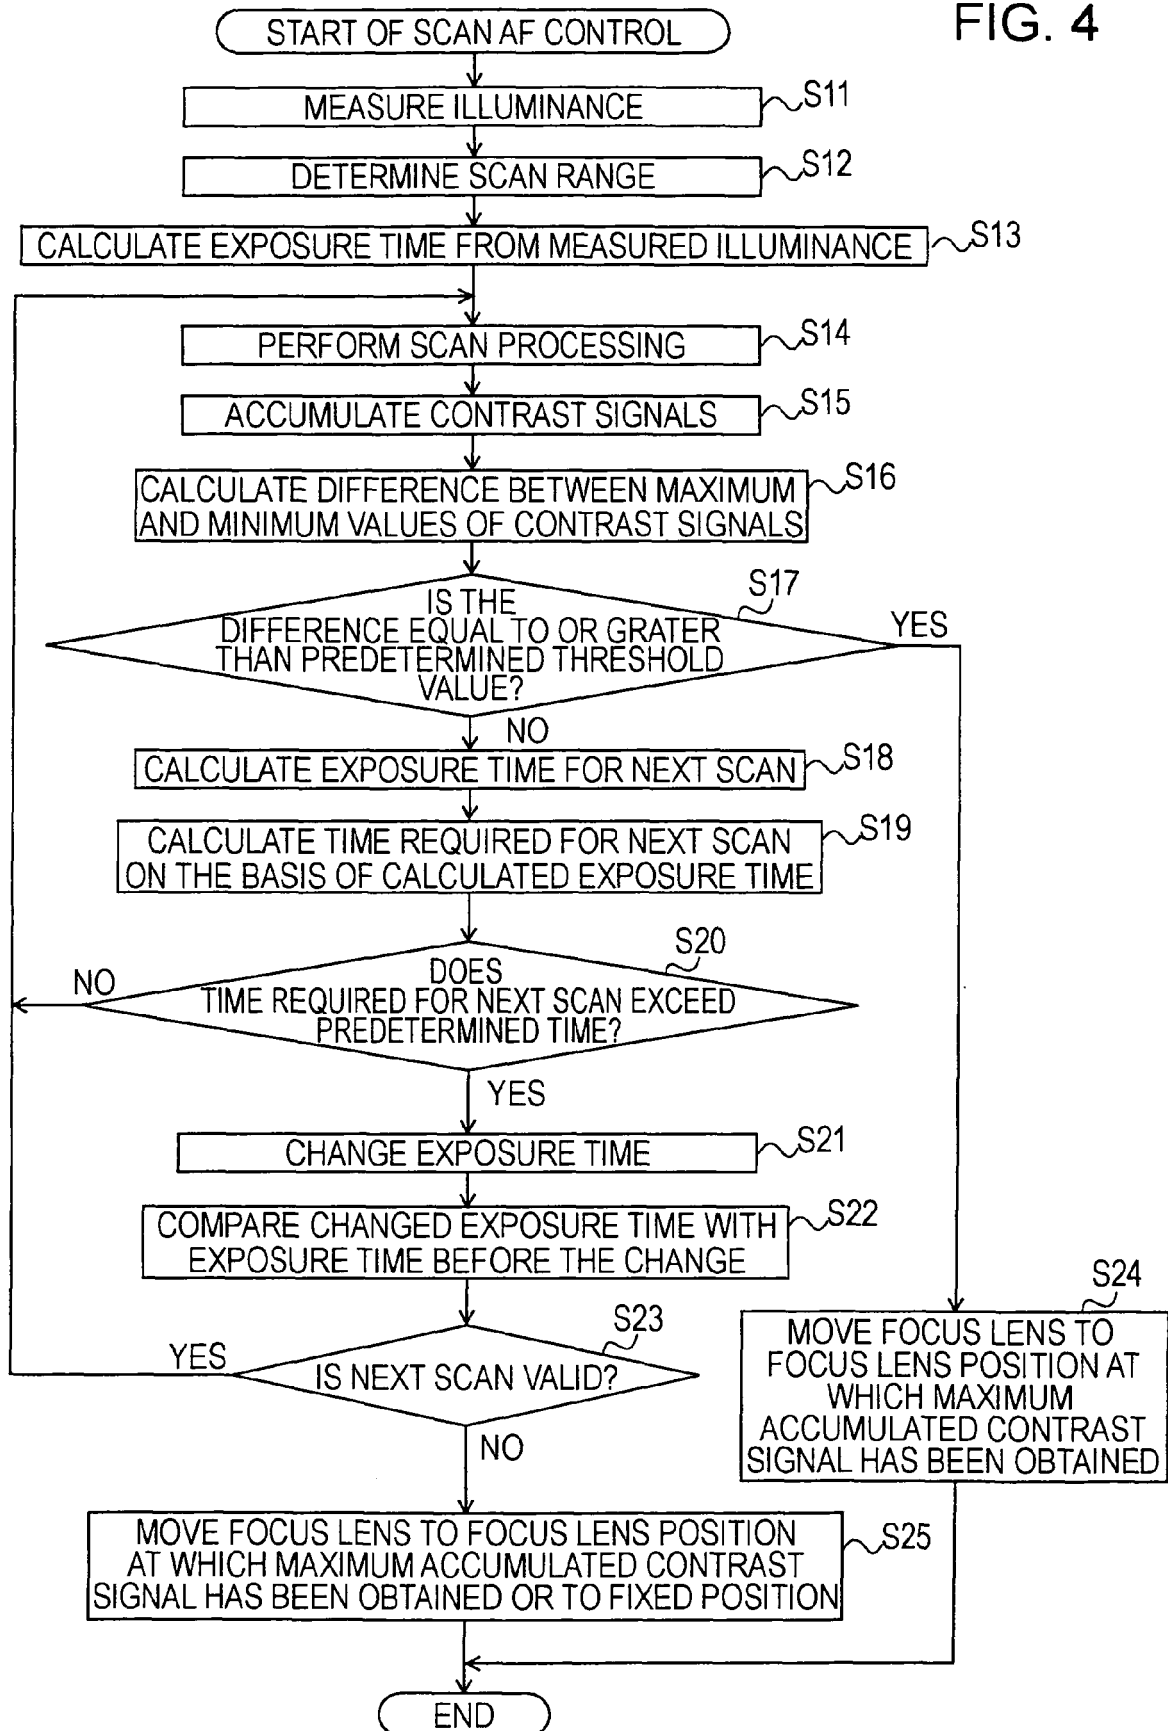 FIG. 4
START OF SCAN AF CONTROL
MEASURE ILLUMINANCE
S11
DETERMINE SCAN RANGE
S12
CALCULATE EXPOSURE TIME FROM MEASURED ILLUMINANCE
S13
PERFORM SCAN PROCESSING
S14
ACCUMULATE CONTRAST SIGNALS
S15
CALCULATE DIFFERENCE BETWEEN MAXIMUM
AND MINIMUM VALUES OF CONTRAST SIGNALS
S16
IS THE
DIFFERENCE EQUAL TO OR GRATER
THAN PREDETERMINED THRESHOLD
VALUE?
S17
YES
NO
CALCULATE EXPOSURE TIME FOR NEXT SCAN
S18
CALCULATE TIME REQUIRED FOR NEXT SCAN
ON THE BASIS OF CALCULATED EXPOSURE TIME
S19
DOES
TIME REQUIRED FOR NEXT SCAN EXCEED
PREDETERMINED TIME?
S20
NO
YES
CHANGE EXPOSURE TIME
S21
COMPARE CHANGED EXPOSURE TIME WITH
EXPOSURE TIME BEFORE THE CHANGE
S22
IS NEXT SCAN VALID?
S23
YES
NO
MOVE FOCUS LENS TO
FOCUS LENS POSITION AT
WHICH MAXIMUM
ACCUMULATED CONTRAST
SIGNAL HAS BEEN OBTAINED
S24
MOVE FOCUS LENS TO FOCUS LENS POSITION
AT WHICH MAXIMUM ACCUMULATED CONTRAST
SIGNAL HAS BEEN OBTAINED OR TO FIXED POSITION
S25
END